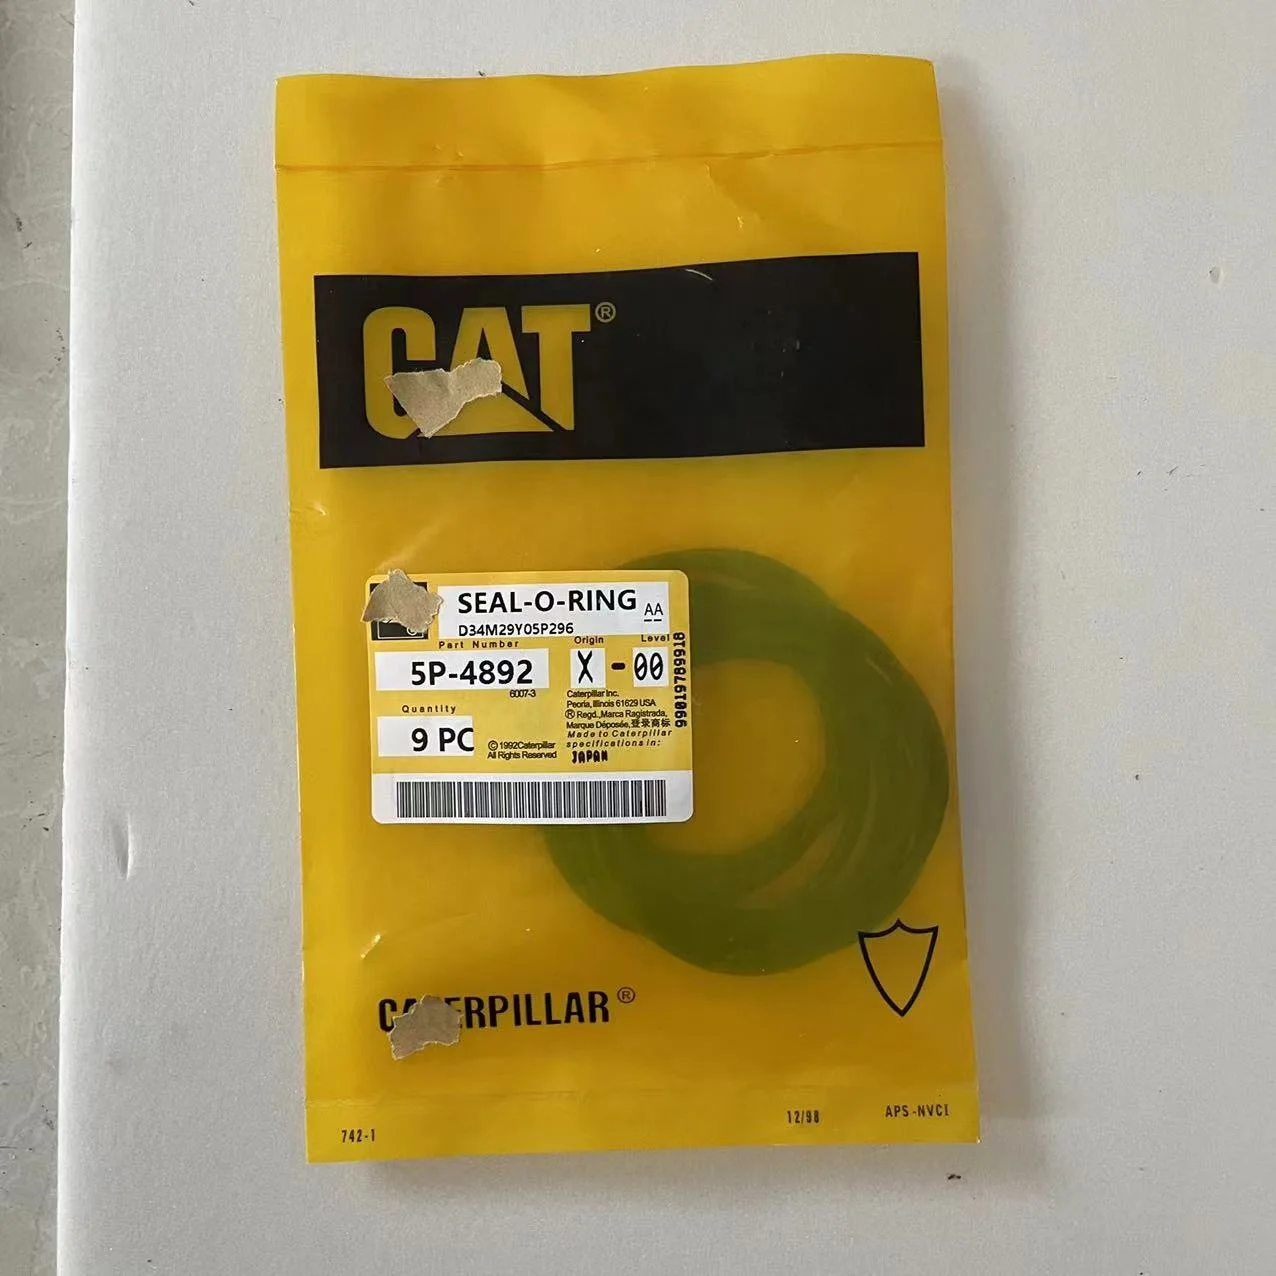 CAT®
SEAL-O-RING AA
D34M29Y05P296
Part Number Origin Level
5P-4892 X-00
6007-3
99019789918
Quantity
9 PC
Caterpillar Inc.
Peoria, Illinois 61629 USA
® Regd.,Marca Ragistrada,
Marque Déposée,登录商标
Made to Caterpillar
specifications in:
JAPAN
©1992Caterpillar
All Rights Reserved
CATERPILLAR®
742-1 12/98 APS-NVCI